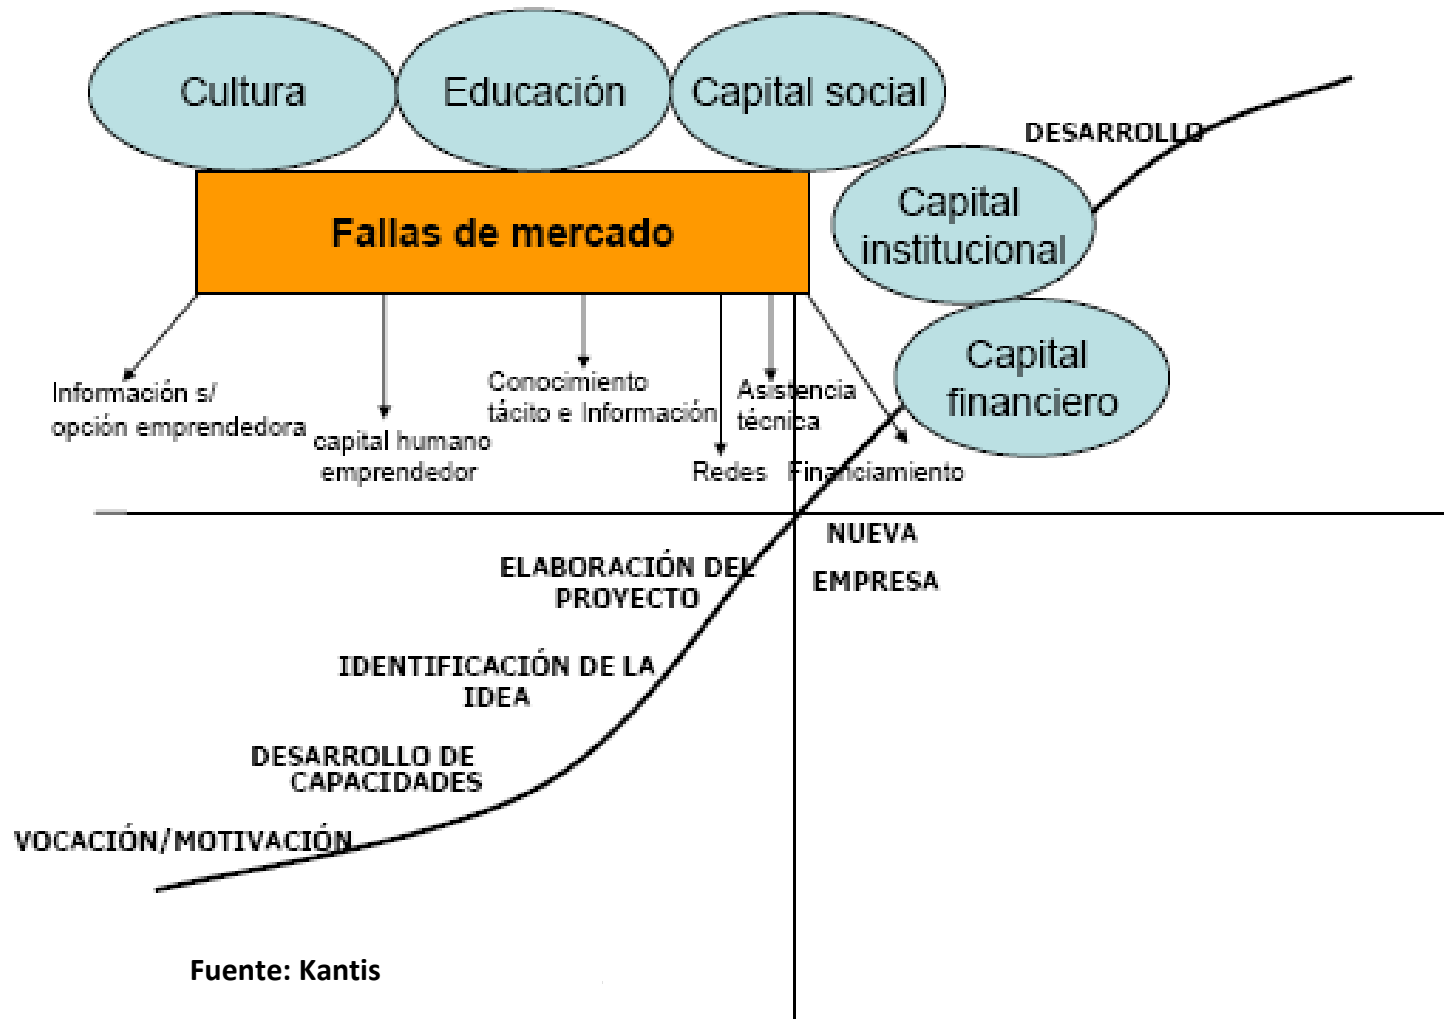 Cultura
Educación
Capital social
DESARROLLO
Capital
institucional
Fallas de mercado
Capital
financiero
Información s/
opción emprendedora
capital humano
emprendedor
Conocimiento
tácito e Información
Asistencia
técnica
Redes
Financiamiento
NUEVA
EMPRESA
ELABORACIÓN DEL
PROYECTO
IDENTIFICACIÓN DE LA
IDEA
DESARROLLO DE
CAPACIDADES
VOCACIÓN/MOTIVACIÓN
Fuente: Kantis